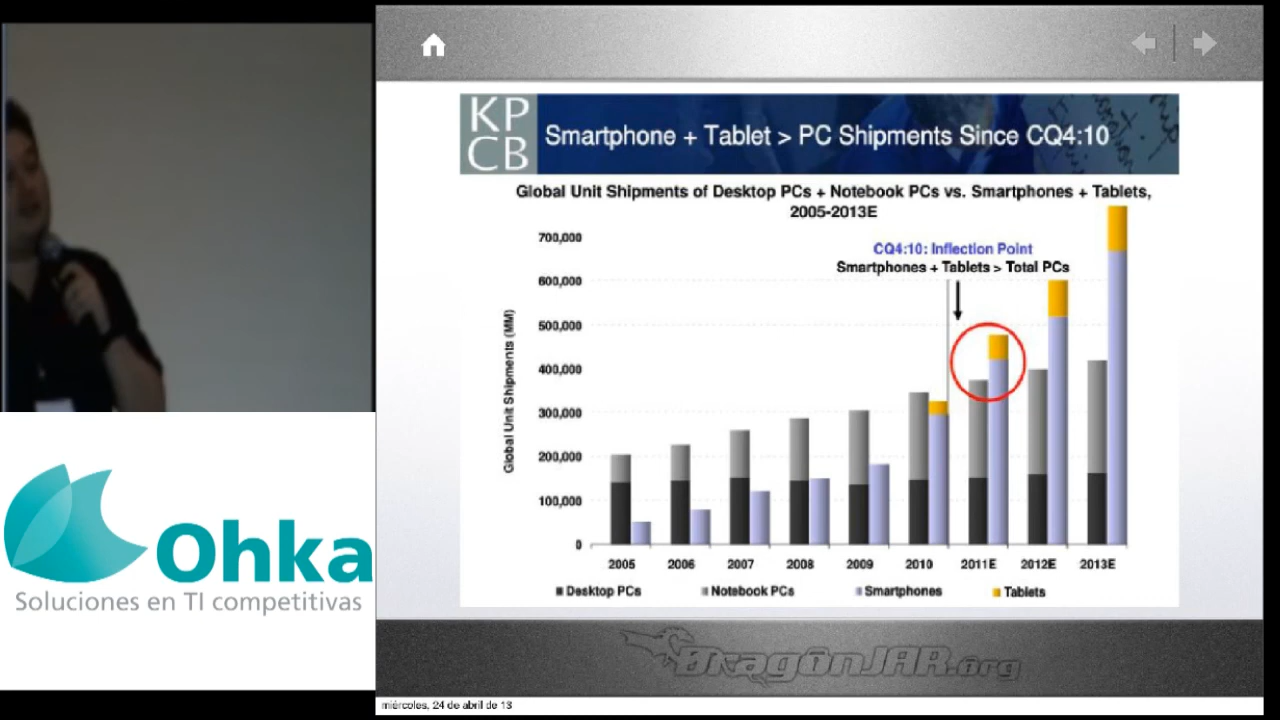 KP
CB
Smartphone + Tablet > PC Shipments Since CQ4:10
Global Unit Shipments of Desktop PCs + Notebook PCs vs. Smartphones + Tablets,
2005-2013E
CQ4:10: Inflection Point
Smartphones + Tablets > Total PCs
Global Unit Shipments (MM)
700,000
600,000
500,000
400,000
300,000
200,000
100,000
0
2005 2006 2007 2008 2009 2010 2011E 2012E 2013E
Desktop PCs Notebook PCs Smartphones Tablets
Ohka
Soluciones en TI competitivas
DragonJAR.org
miércoles, 24 de abril de 13